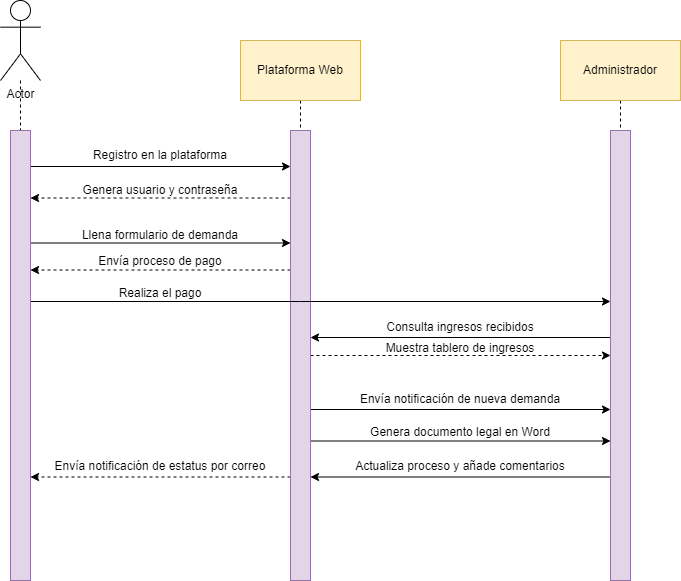 Actor
Plataforma Web
Administrador
Registro en la plataforma
Genera usuario y contraseña
Llena formulario de demanda
Envía proceso de pago
Realiza el pago
Consulta ingresos recibidos
Muestra tablero de ingresos
Envía notificación de nueva demanda
Genera documento legal en Word
Envía notificación de estatus por correo
Actualiza proceso y añade comentarios